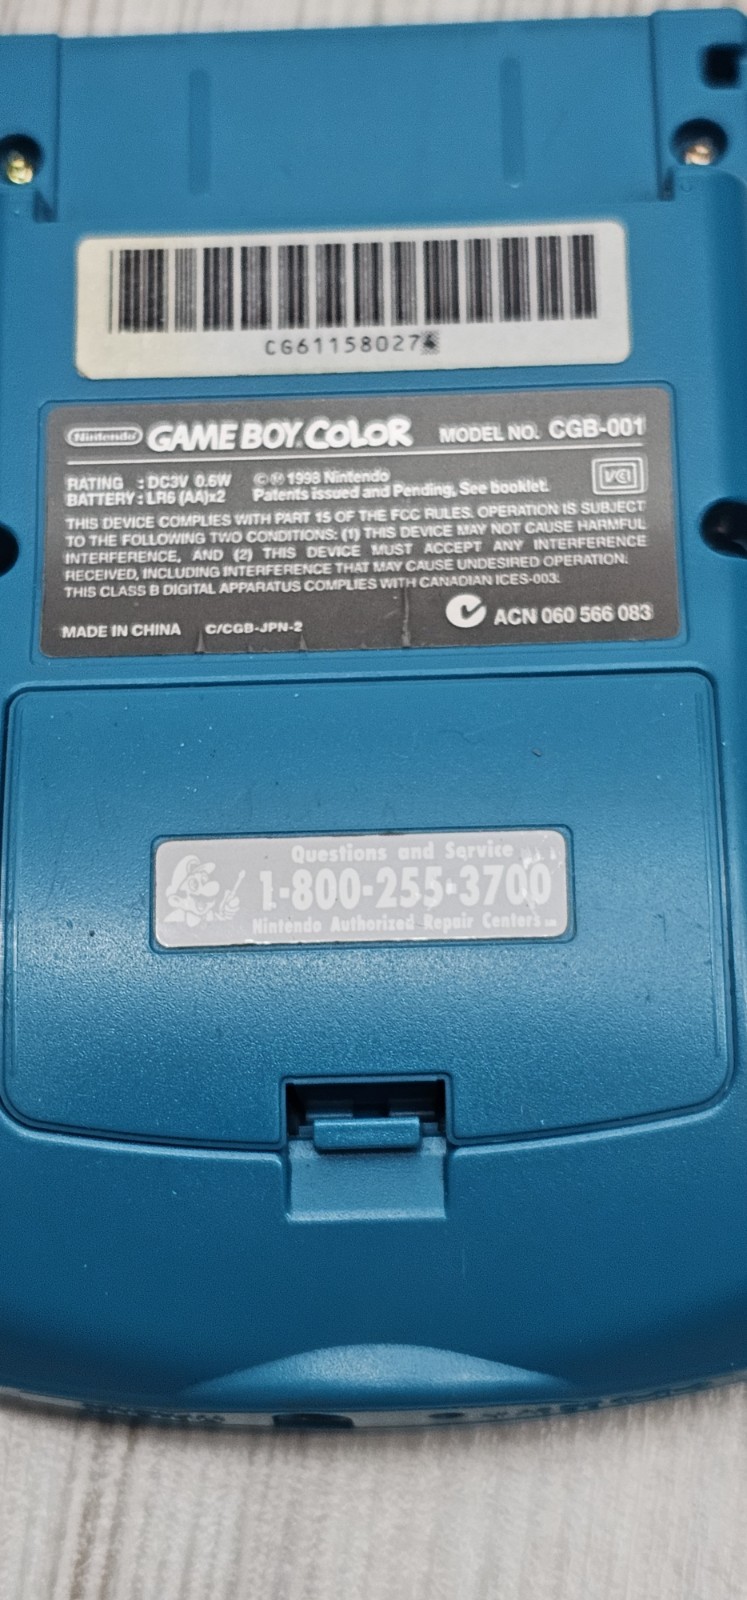 CG61158027
Nintendo GAME BOY COLOR MODEL NO. CGB-001
RATING : DC3V 0.6W ©Ⓜ 1998 Nintendo
BATTERY : LR6 (AA)x2 Patents issued and Pending, See booklet.
VCI
THIS DEVICE COMPLIES WITH PART 15 OF THE FCC RULES. OPERATION IS SUBJECT
TO THE FOLLOWING TWO CONDITIONS: (1) THIS DEVICE MAY NOT CAUSE HARMFUL
INTERFERENCE, AND (2) THIS DEVICE MUST ACCEPT ANY INTERFERENCE
RECEIVED, INCLUDING INTERFERENCE THAT MAY CAUSE UNDESIRED OPERATION.
THIS CLASS B DIGITAL APPARATUS COMPLIES WITH CANADIAN ICES-003.
MADE IN CHINA C/CGB-JPN-2 ACN 060 566 083
Questions and Service
1-800-255-3700
Nintendo Authorized Repair Centers